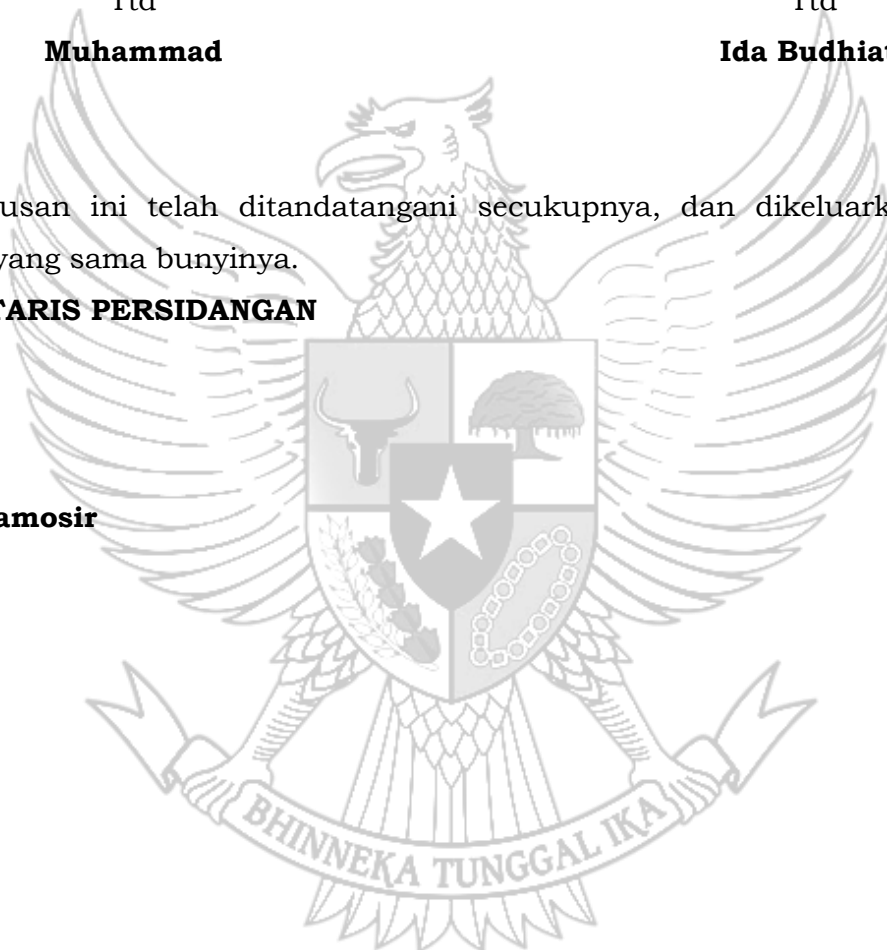 Ttd Ttd
Muhammad Ida Budhiat
usan ini telah ditandatangani secukupnya, dan dikeluark
yang sama bunyinya.
TARIS PERSIDANGAN
amosir
BHINNEKA TUNGGAL IKA